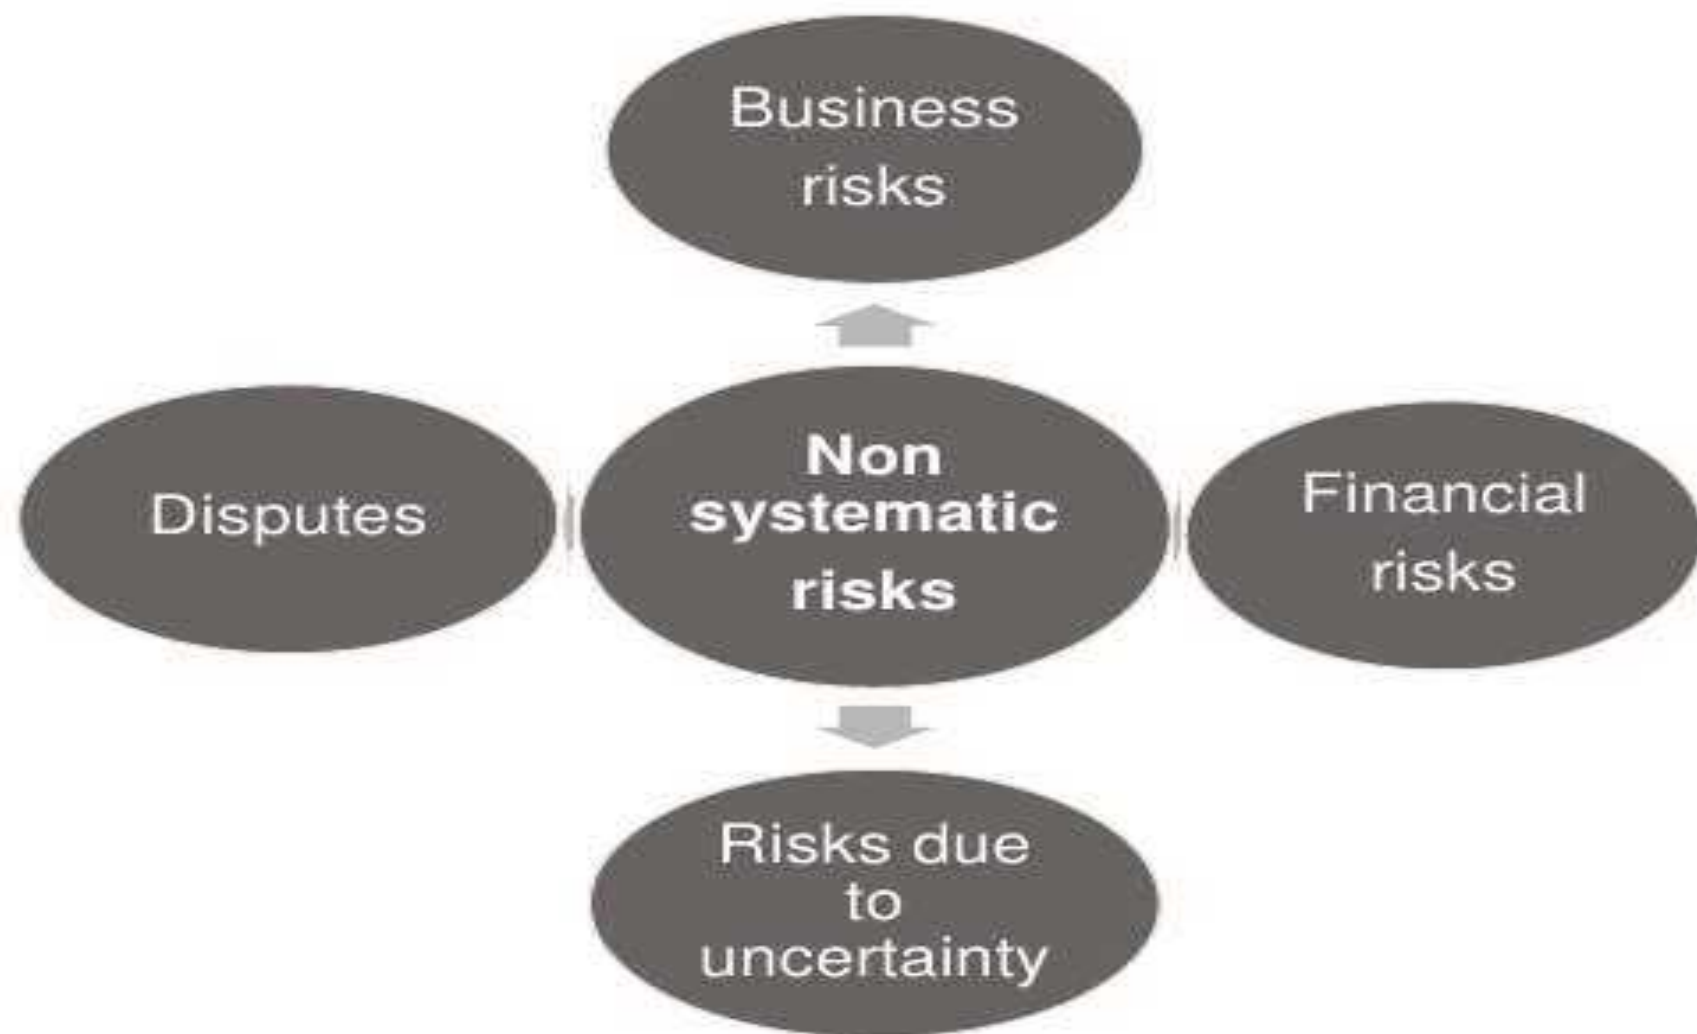 Business
risks
Disputes
Non
systematic
risks
Financial
risks
Risks due
to
uncertainty